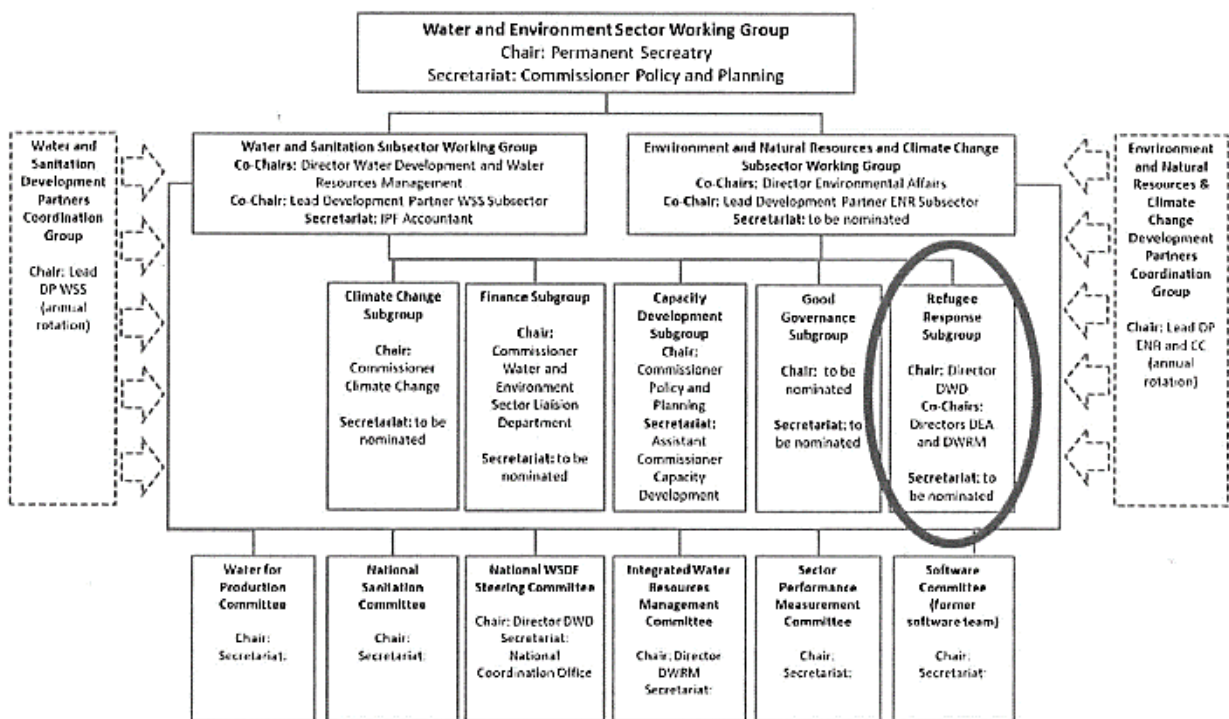 Water and Environment Sector Working Group
Chair: Permanent Secreatry
Secretariat: Commissioner Policy and Planning
Water and
Sanitation
Development
Partners
Coordination
Group
Chair: Lead
DP WSS
(annual
rotation)
Water and Sanitation Subsector Working Group
Co-Chairs: Director Water Development and Water
Resources Management
Co-Chair: Lead Development Partner WSS Subsector
Secretariat: IPF Accountant
Environment and Natural Resources and Climate Change
Subsector Working Group
Co-Chairs: Director Environmental Affairs
Co-Chair: Lead Development Partner ENR Subsector
Secretariat: to be nominated
Environment
and Natural
Resources &
Climate
Change
Development
Partners
Coordination
Group
Chair: Lead DP
ENR and CC
(annual
rotation)
Climate Change
Subgroup
Chair:
Commissioner
Climate Change
Secretariat: to be
nominated
Finance Subgroup
Chair:
Commissioner
Water and
Environment
Sector Liaision
Department
Secretariat: to be
nominated
Capacity
Development
Subgroup
Chair:
Commissioner
Policy and
Planning
Secretariat:
Assistant
Commissioner
Capacity
Development
Good
Governance
Subgroup
Chair: to be
nominated
Secretariat: to
be nominated
Refugee
Response
Subgroup
Chair: Director
DWD
Co-Chairs:
Directors DEA
and DWRM
Secretariat: to
be nominated
Water for
Production
Committee
Chair:
Secretariat:
National
Sanitation
Committee
Chair:
Secretariat:
National WSDF
Steering Committee
Chair: Director DWD
Secretariat:
National
Coordination Office
Integrated Water
Resources
Management
Committee
Chair: Director
DWRM
Secretariat:
Sector
Performance
Measurement
Committee
Chair:
Secretariat:
Software
Committee
(former
software team)
Chair:
Secretariat: